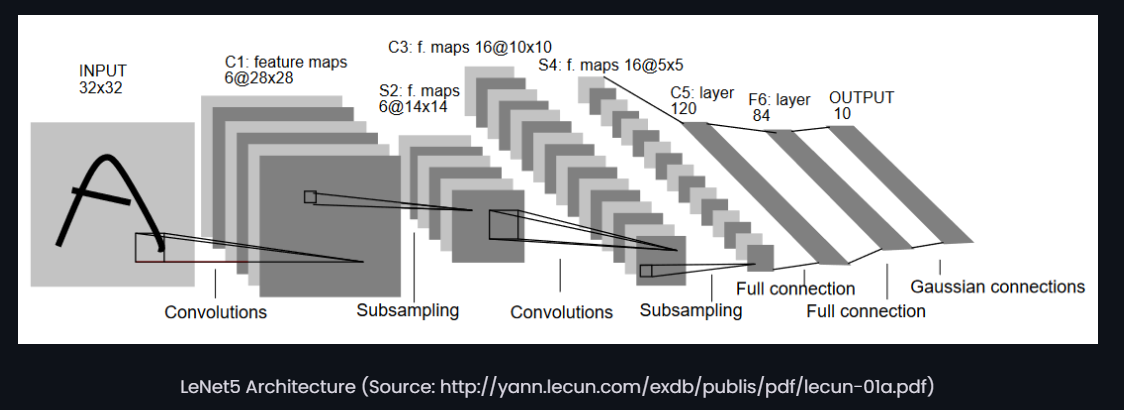 INPUT
32x32
C1: feature maps
6@28x28
S2: f. maps
6@14x14
C3: f. maps 16@10x10
S4: f. maps 16@5x5
C5: layer
120
F6: layer
84
OUTPUT
10
Convolutions
Subsampling
Convolutions
Subsampling
Full connection
Full connection
Gaussian connections
LeNet5 Architecture (Source: http://yann.lecun.com/exdb/publis/pdf/lecun-01a.pdf)